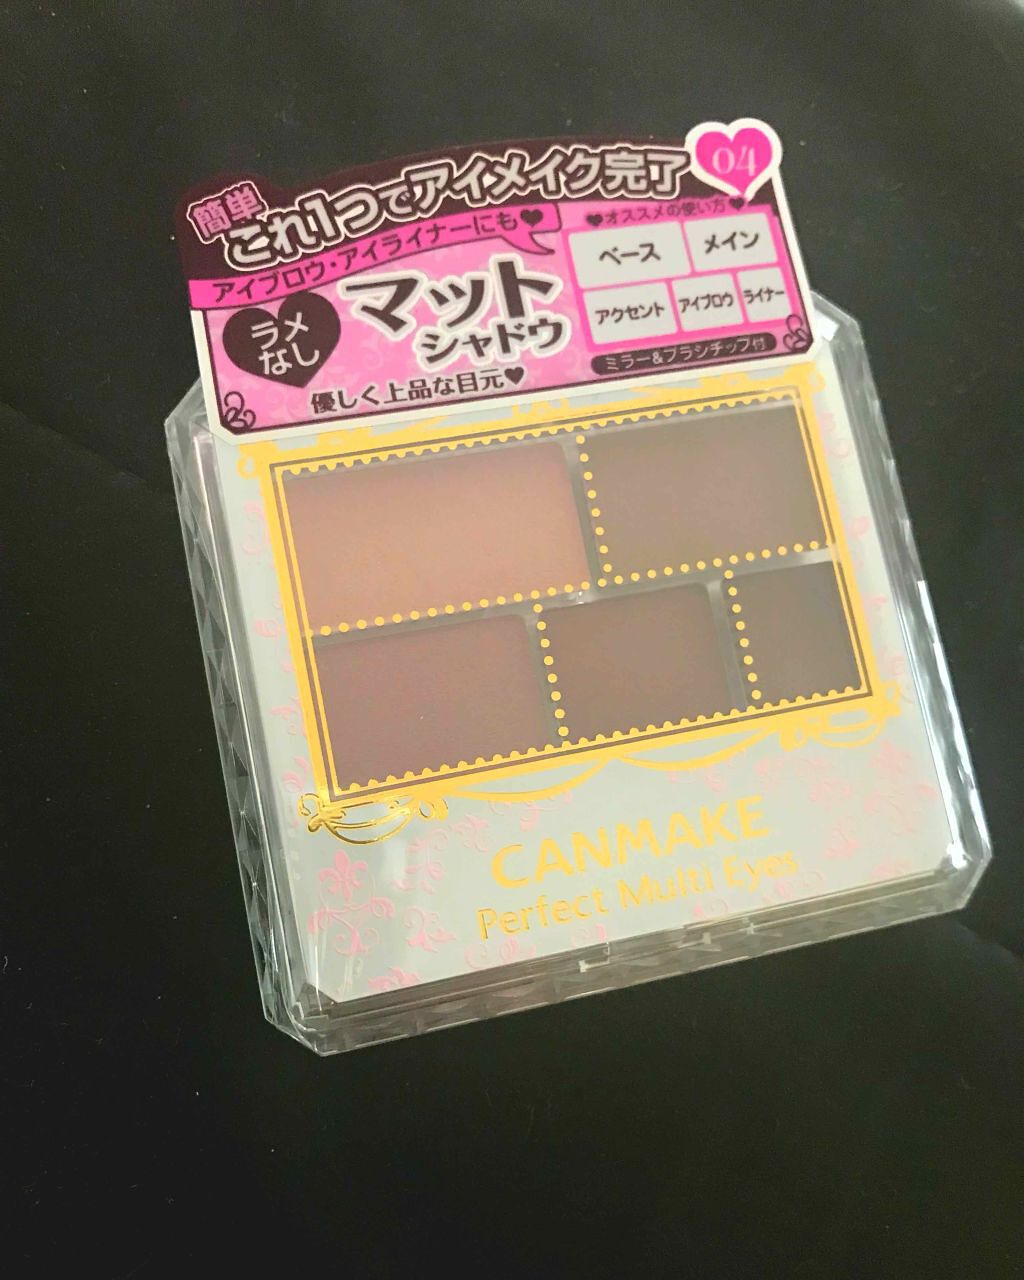 簡単
これ1つでアイメイク完了
04
アイブロウ・アイライナーにも♥
ラメ
なし
マット
シャドウ
優しく上品な目元♥
♥オススメの使い方♥
ベース
メイン
アクセント
アイブロウ
ライナー
ミラー&ブラシチップ付
CANMAKE
Perfect Multi Eyes